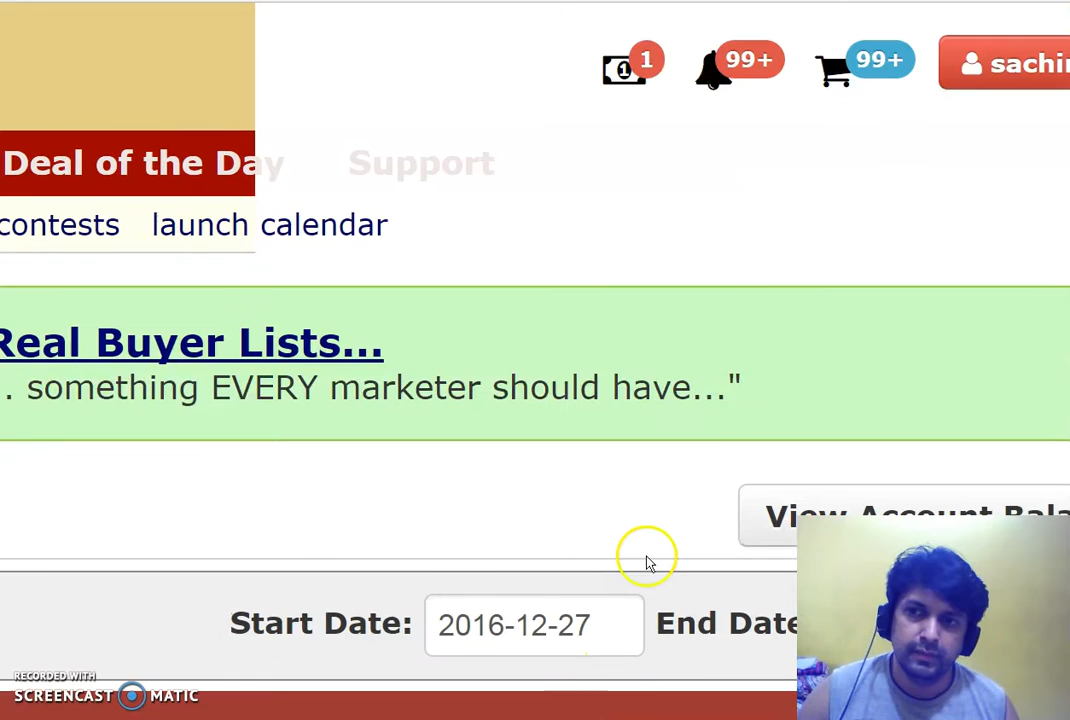 1 99+ 99+ sachin
Deal of the Day Support
contests launch calendar
Real Buyer Lists...
. something EVERY marketer should have..."
View Account Bala
Start Date: 2016-12-27 End Date
RECORDED WITH
SCREENCAST MATIC